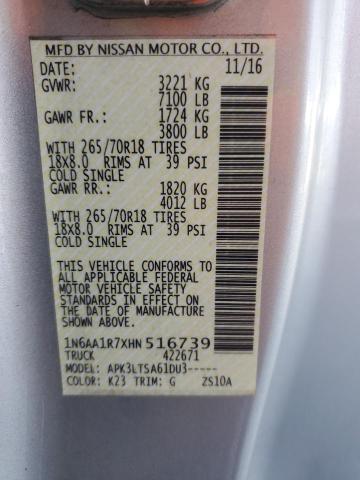 MFD BY NISSAN MOTOR CO., LTD.
DATE: 11/16
GVWR: 3221 KG
7100 LB
GAWR FR.: 1724 KG
3800 LB
WITH 265/70R18 TIRES
18X8.0 RIMS AT 39 PSI
COLD SINGLE
GAWR RR.: 1820 KG
4012 LB
WITH 265/70R18 TIRES
18X8.0 RIMS AT 39 PSI
COLD SINGLE
THIS VEHICLE CONFORMS TO
ALL APPLICABLE FEDERAL
MOTOR VEHICLE SAFETY
STANDARDS IN EFFECT ON
THE DATE OF MFR. SHOWN
ABOVE.
1N6AA1R7XHN516739
TRUCK 422671
MODEL: APK3LTSA61DU3-----
COLOR: K23 TRIM: G ZS10A